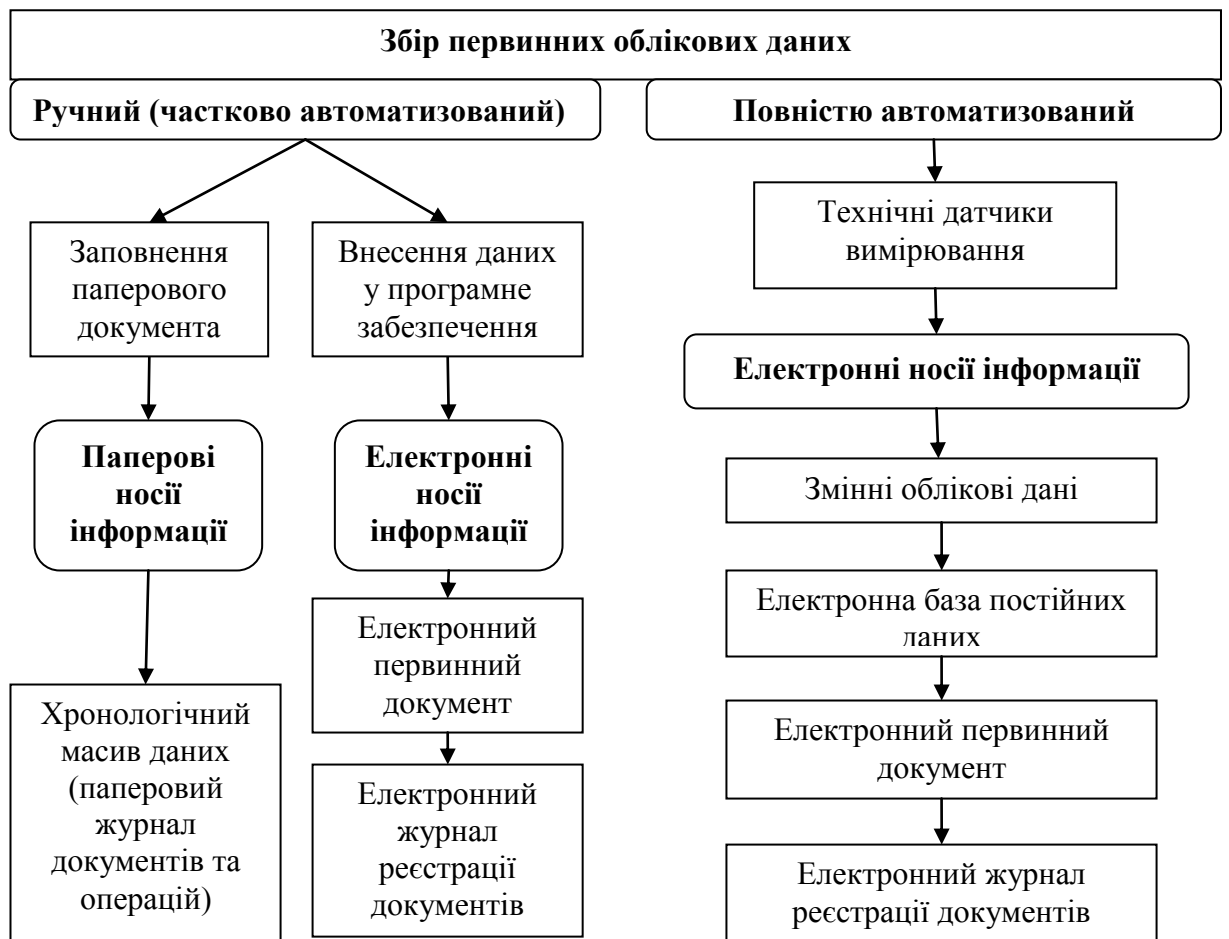 Збір первинних облікових даних
Ручний (частково автоматизований)
Повністю автоматизований
Заповнення
паперового
документа
Внесення даних
у програмне
забезпечення
Технічні датчики
вимірювання
Паперові
носії
інформації
Електронні
носії
інформації
Електронні носії інформації
Змінні облікові дані
Електронна база постійних
даних
Хронологічний
масив даних
(паперовий
журнал
документів та
операцій)
Електронний
первинний
документ
Електронний
журнал
реєстрації
документів
Електронний первинний
документ
Електронний журнал
реєстрації документів